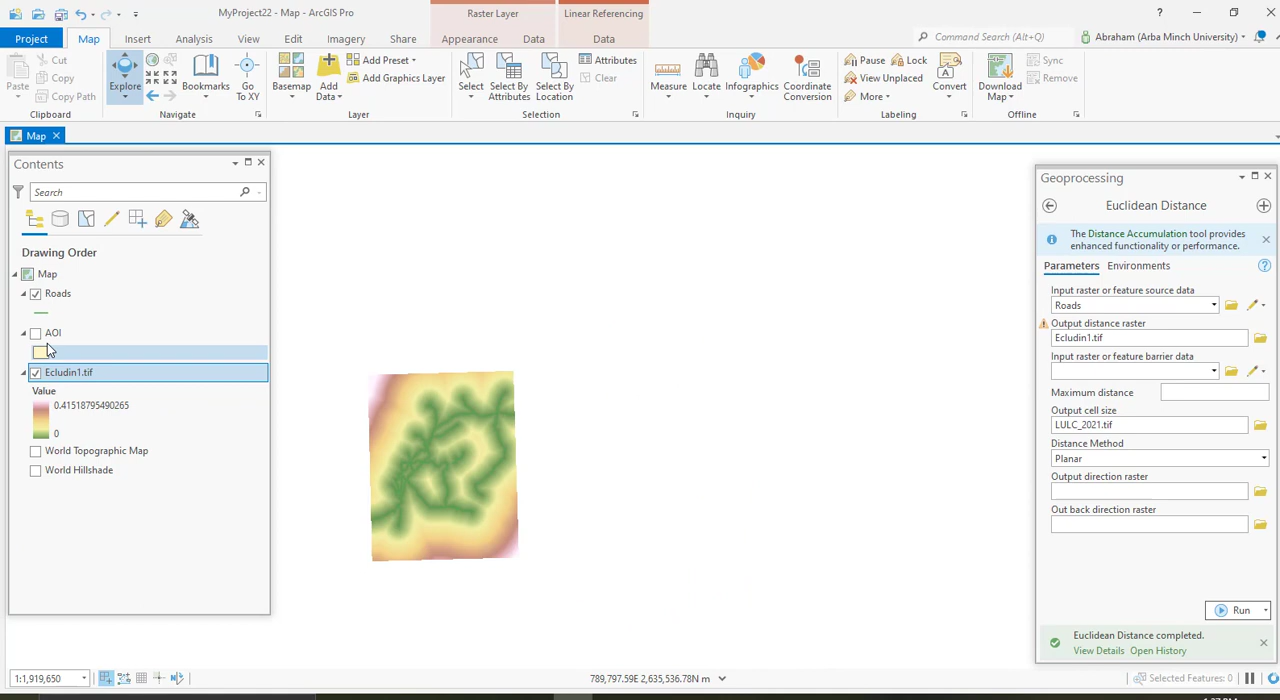 MyProject22 - Map - ArcGIS Pro
Raster Layer
Linear Referencing
?
Project
Map
Insert
Analysis
View
Edit
Imagery
Share
Appearance
Data
Data
Command Search (Alt+Q)
Abraham (Arba Minch University)
Paste
Cut
Copy
Copy Path
Clipboard
Explore
Bookmarks
Go
To XY
Navigate
Basemap
Add
Data
Add Preset
Add Graphics Layer
Layer
Select
Select By
Attributes
Select By
Location
Attributes
Clear
Selection
Measure
Locate
Infographics
Coordinate
Conversion
Inquiry
Pause
Lock
View Unplaced
More
Convert
Labeling
Download
Map
Sync
Remove
Offline
Map
Contents
Search
Drawing Order
Map
Roads
AOI
Ecludin1.tif
Value
0.41518795490265
0
World Topographic Map
World Hillshade
Geoprocessing
Euclidean Distance
The Distance Accumulation tool provides
enhanced functionality or performance.
Parameters Environments
Input raster or feature source data
Roads
Output distance raster
Ecludin1.tif
Input raster or feature barrier data
Maximum distance
Output cell size
LULC_2021.tif
Distance Method
Planar
Output direction raster
Out back direction raster
Run
Euclidean Distance completed.
View Details Open History
1:1,919,650
789,797.59E 2,635,536.78N m
Selected Features: 0